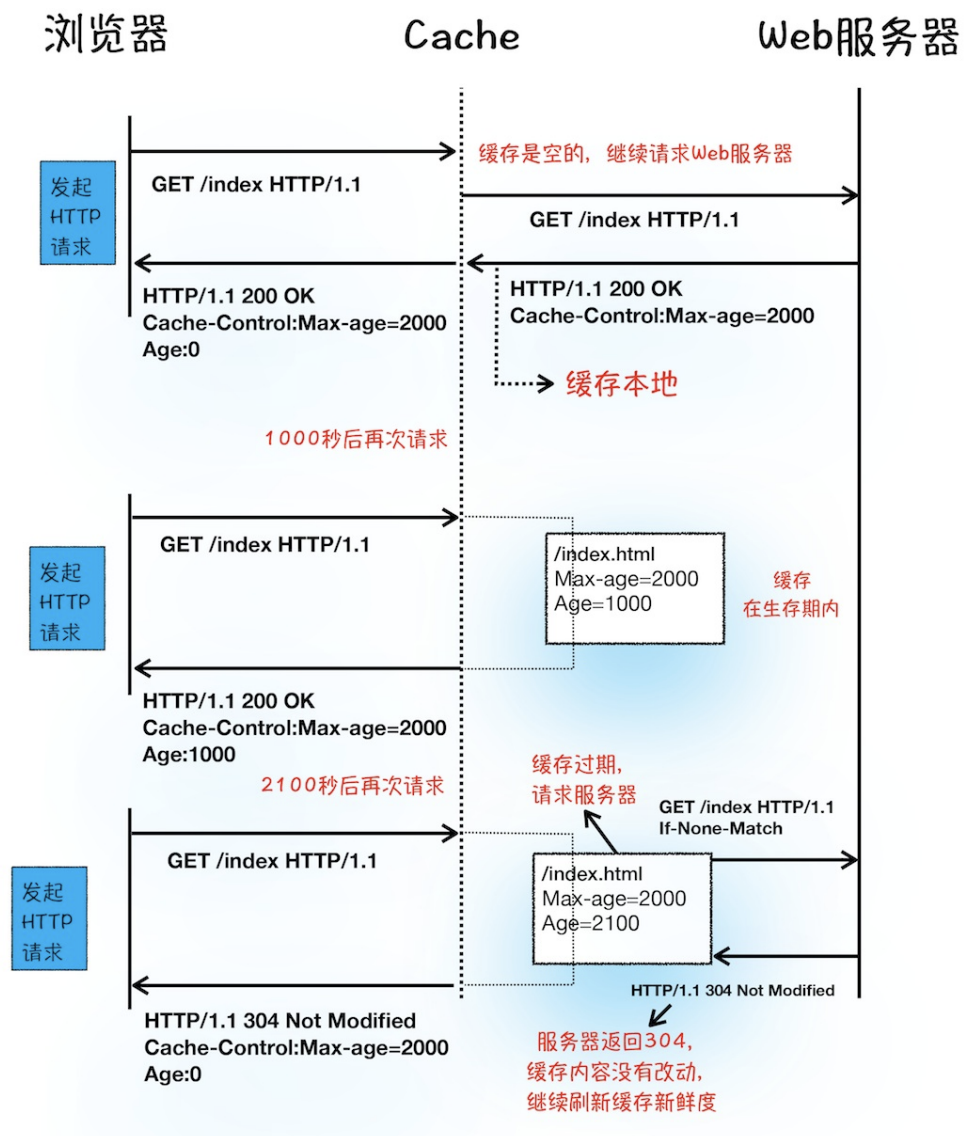 浏览器
Cache
Web服务器
发起
HTTP
请求
GET /index HTTP/1.1
缓存是空的，继续请求Web服务器
GET /index HTTP/1.1
HTTP/1.1 200 OK
Cache-Control:Max-age=2000
Age:0
HTTP/1.1 200 OK
Cache-Control:Max-age=2000
缓存本地
1000秒后再次请求
发起
HTTP
请求
GET /index HTTP/1.1
/index.html
Max-age=2000
Age=1000
缓存
在生存期内
HTTP/1.1 200 OK
Cache-Control:Max-age=2000
Age:1000
2100秒后再次请求
缓存过期，
请求服务器
GET /index HTTP/1.1
If-None-Match
发起
HTTP
请求
GET /index HTTP/1.1
/index.html
Max-age=2000
Age=2100
HTTP/1.1 304 Not Modified
HTTP/1.1 304 Not Modified
Cache-Control:Max-age=2000
Age:0
服务器返回304，
缓存内容没有改动，
继续刷新缓存新鲜度